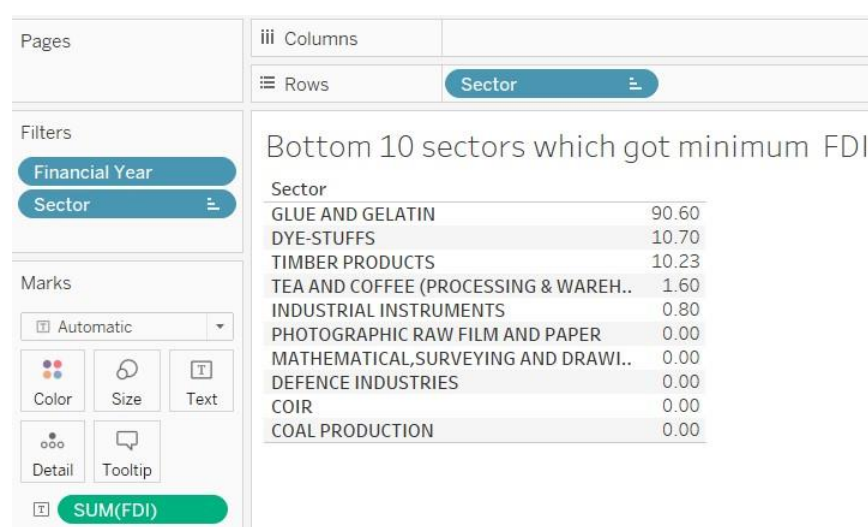 Pages
iii Columns
Rows
Sector
Filters
Financial Year
Sector
Marks
Automatic
Color
Size
Text
Detail
Tooltip
SUM(FDI)
Bottom 10 sectors which got minimum FDI
Sector
GLUE AND GELATIN 90.60
DYE-STUFFS 10.70
TIMBER PRODUCTS 10.23
TEA AND COFFEE (PROCESSING & WAREH.. 1.60
INDUSTRIAL INSTRUMENTS 0.80
PHOTOGRAPHIC RAW FILM AND PAPER 0.00
MATHEMATICAL,SURVEYING AND DRAWI.. 0.00
DEFENCE INDUSTRIES 0.00
COIR 0.00
COAL PRODUCTION 0.00